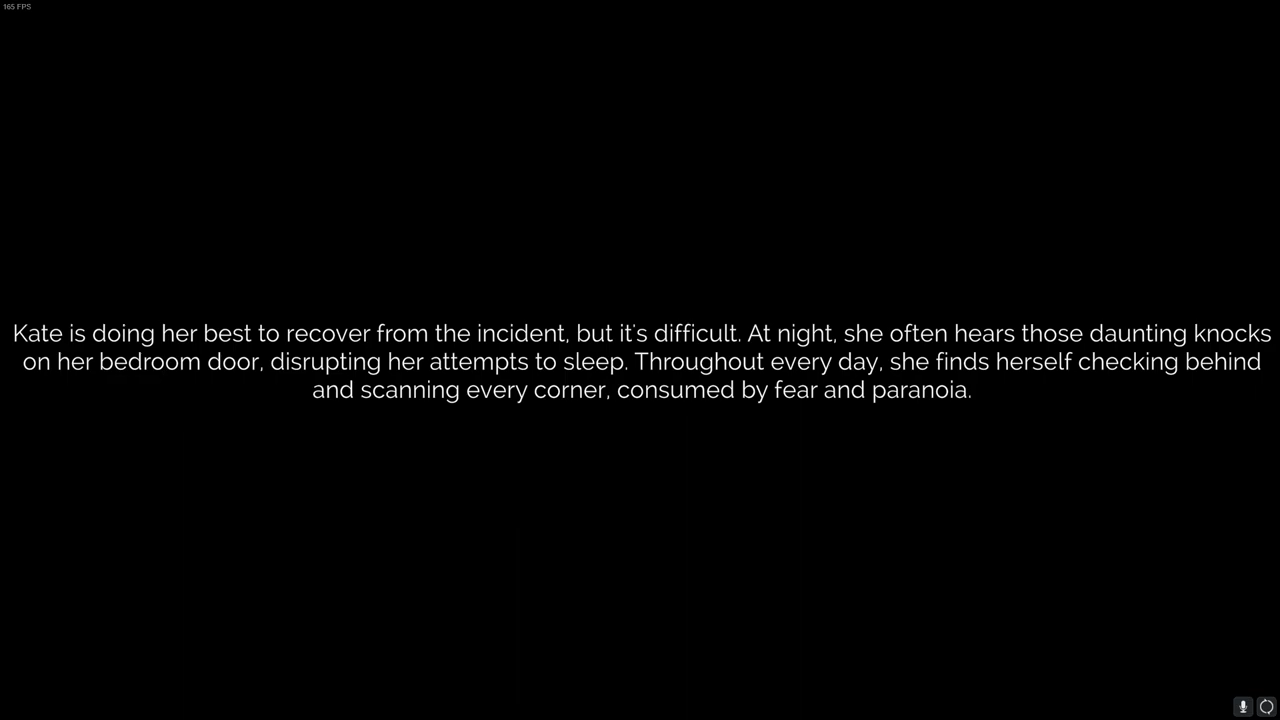 165 FPS
Kate is doing her best to recover from the incident, but it's difficult. At night, she often hears those daunting knocks
on her bedroom door, disrupting her attempts to sleep. Throughout every day, she finds herself checking behind
and scanning every corner, consumed by fear and paranoia.